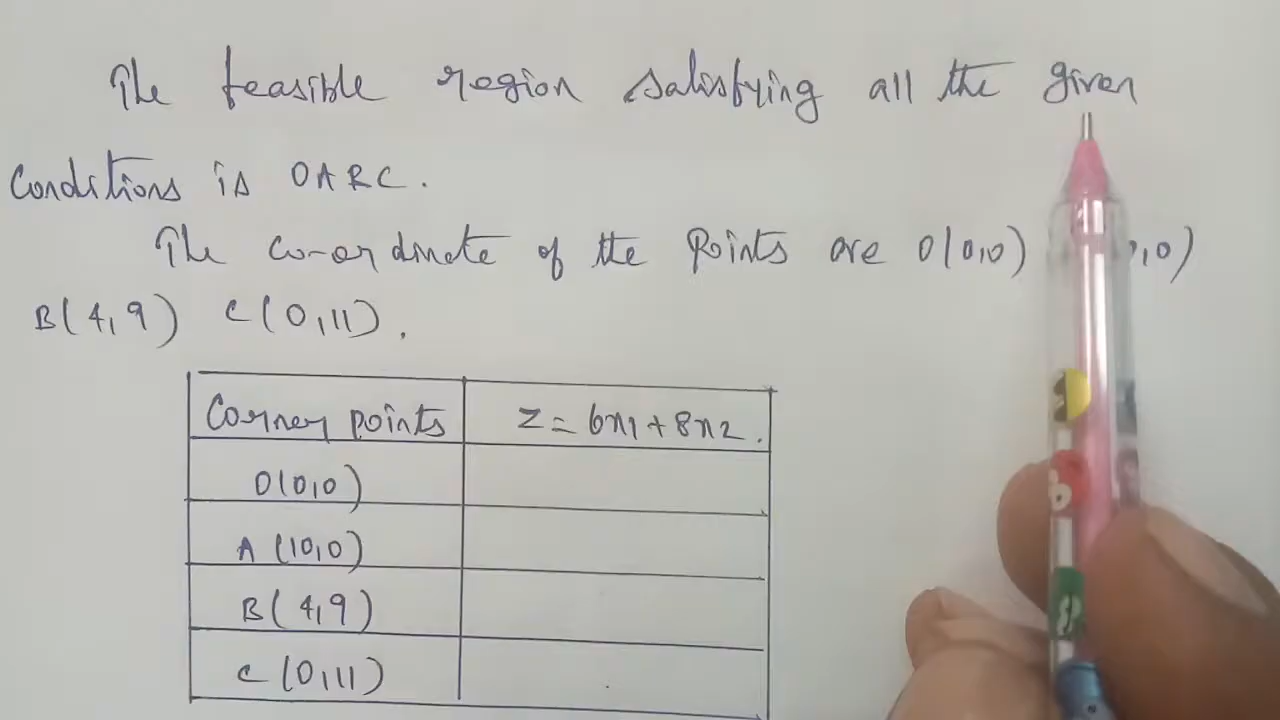 The feasible region satisfying all the given
Conditions is OABC.
The co-ordinate of the points are O(0,0) ,0)
B(4,9) C(0,11).
Corner points Z = 6x1 + 8x2.
O(0,0)
A (10,0)
B(4,9)
C(0,11)